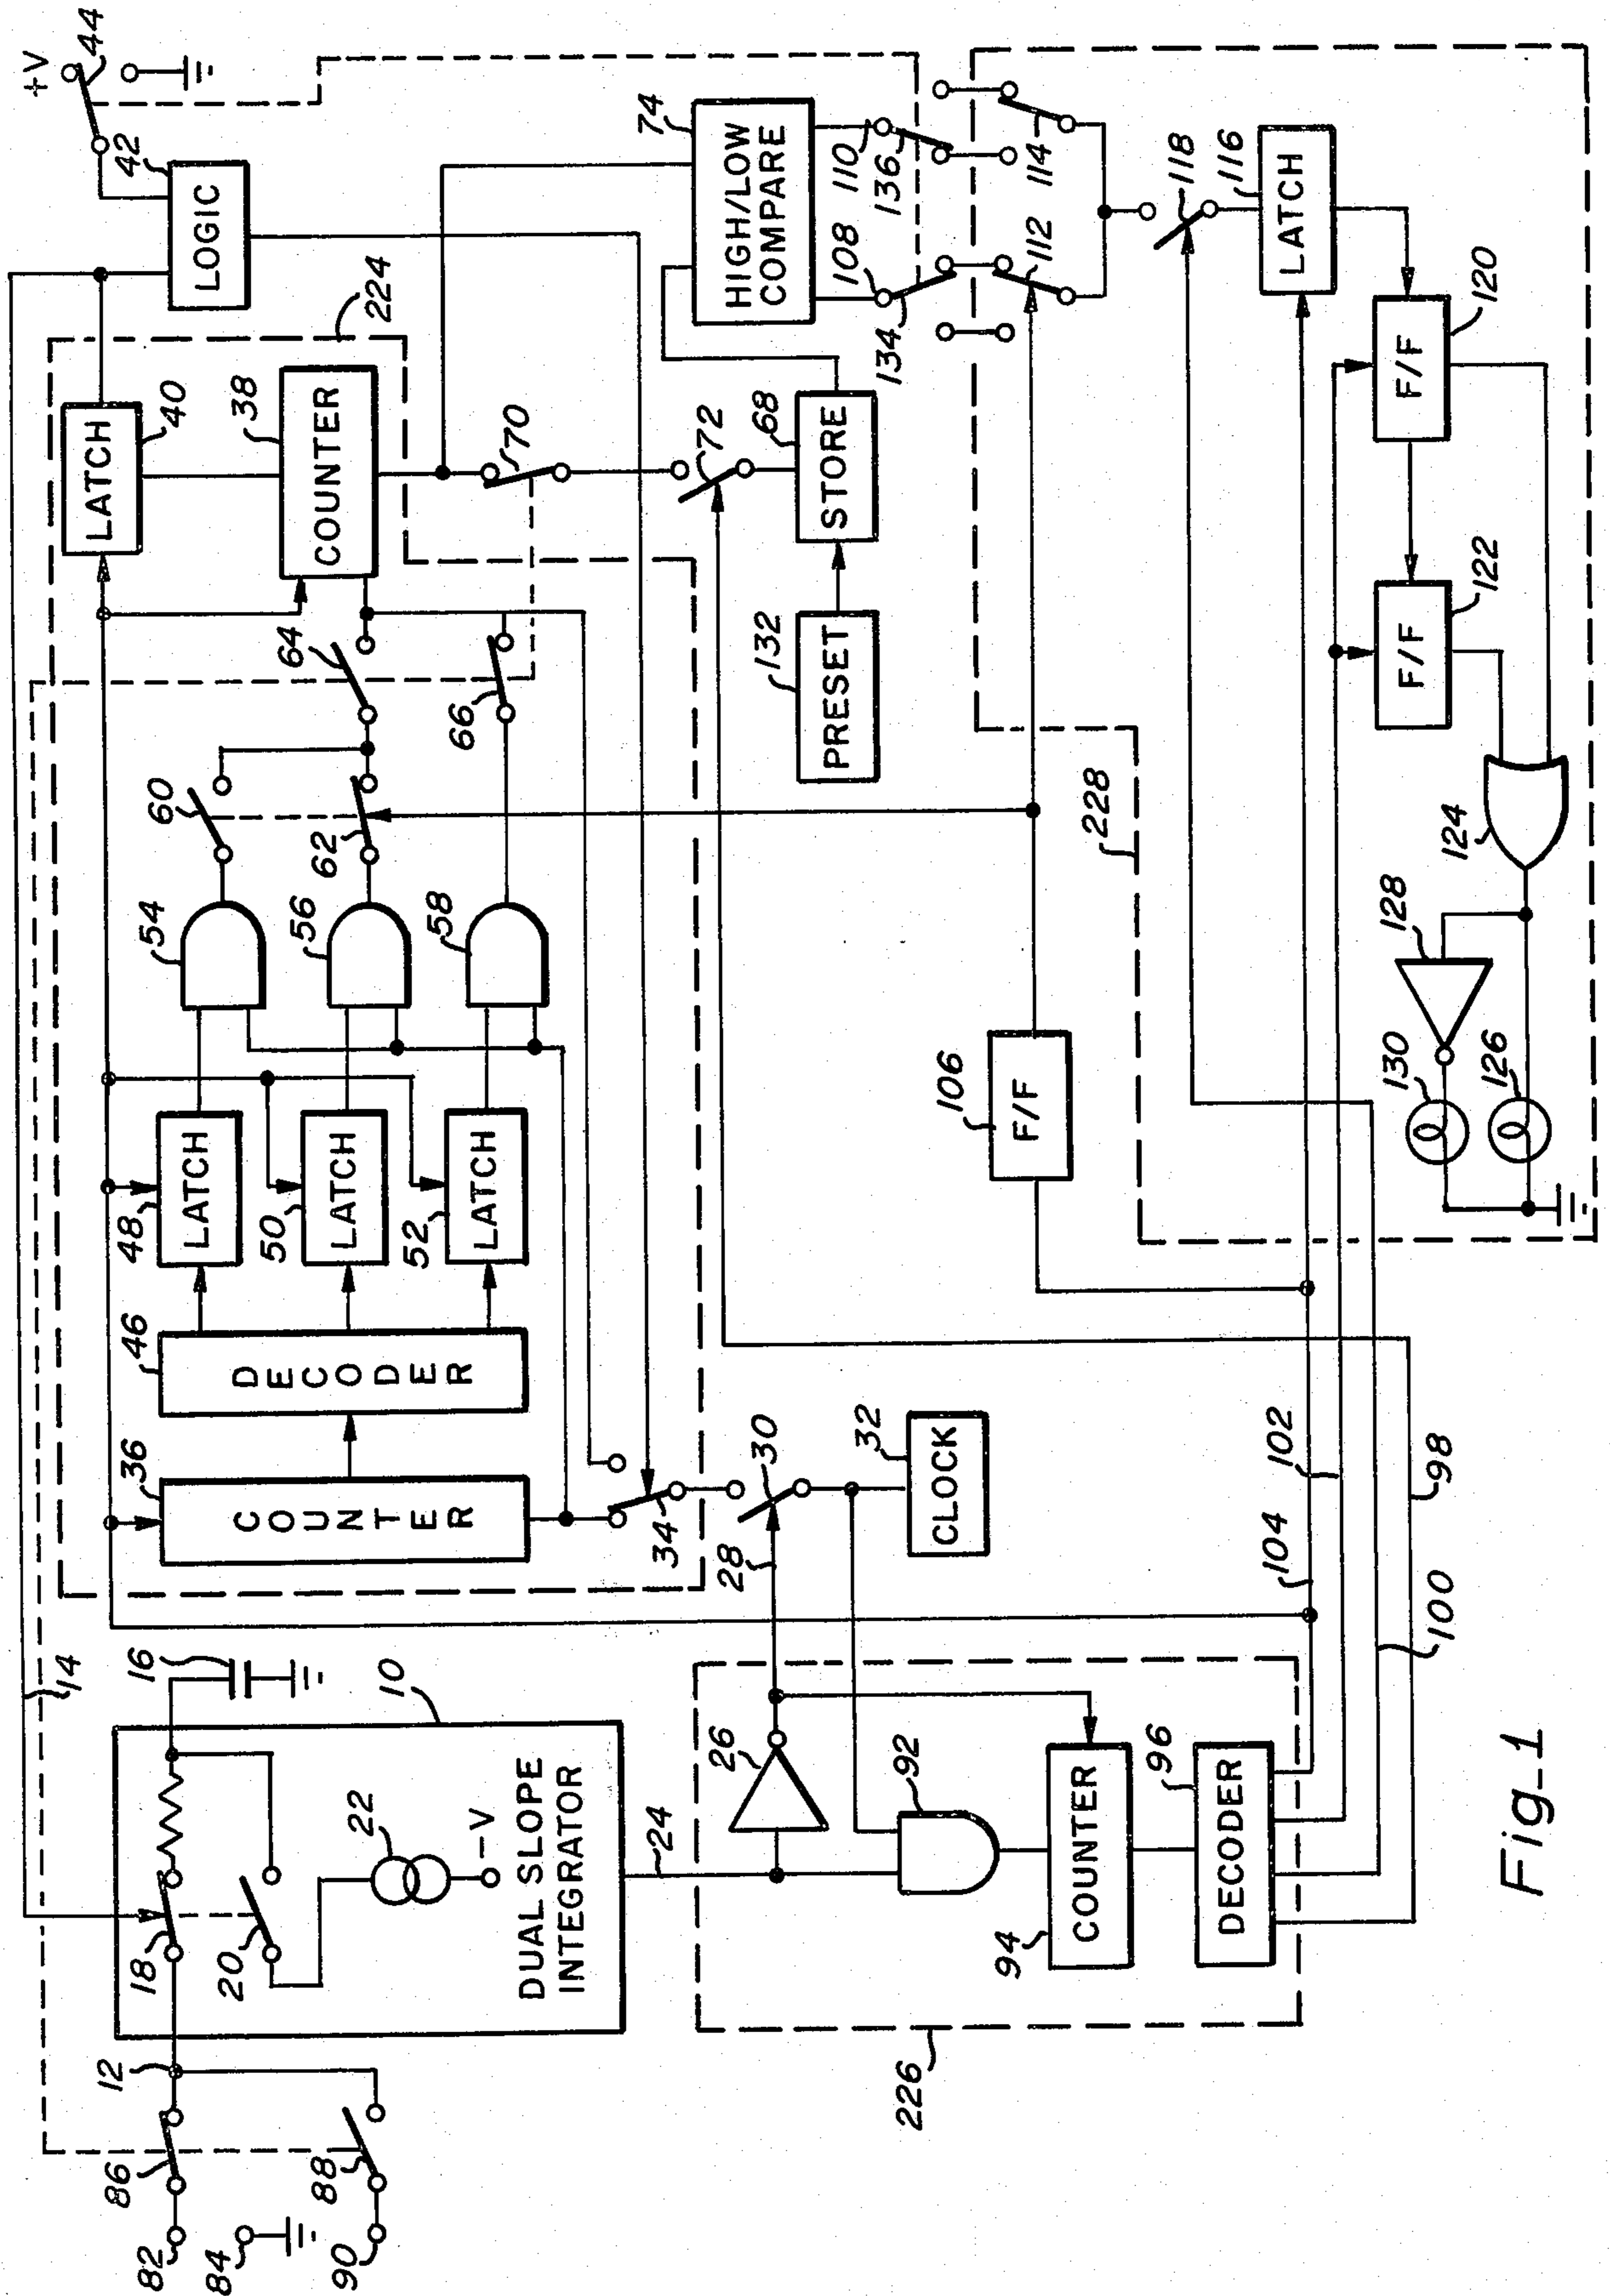 +V
44
42
LOGIC
224
LATCH
40
38
COUNTER
70
72
68
STORE
132
PRESET
74
HIGH/LOW
COMPARE
108
110
134
136
112
114
118
116
LATCH
120
F/F
122
F/F
124
128
130
126
228
106
F/F
64
66
60
62
54
56
58
48
LATCH
50
LATCH
52
LATCH
46
DECODER
36
COUNTER
34
30
28
32
CLOCK
102
104
98
100
14
16
10
18
20
22
-V
DUAL SLOPE
INTEGRATOR
24
26
92
94
COUNTER
96
DECODER
226
12
86
88
82
84
90
Fig_1